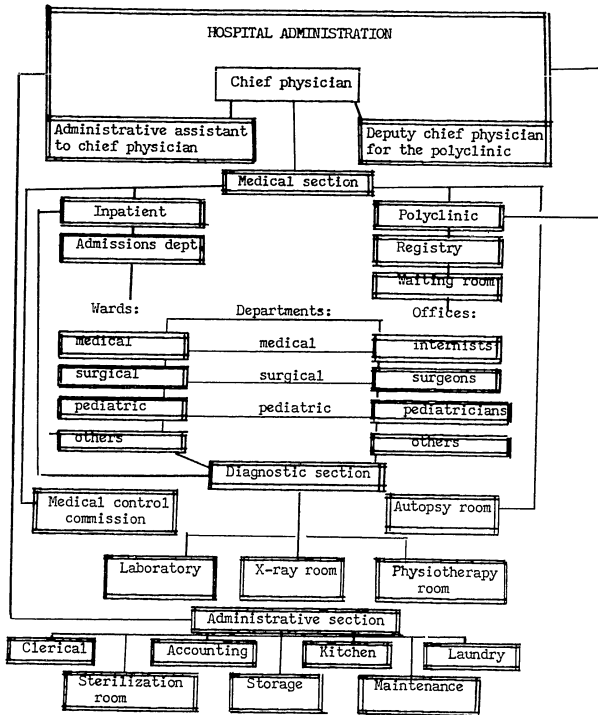 HOSPITAL ADMINISTRATION
Chief physician
Administrative assistant
to chief physician
Deputy chief physician
for the polyclinic
Medical section
Inpatient
Polyclinic
Admissions dept
Registry
Waiting room
Wards:
Departments:
Offices:
medical
medical
internists
surgical
surgical
surgeons
pediatric
pediatric
pediatricians
others
others
Diagnostic section
Medical control
commission
Autopsy room
Laboratory
X-ray room
Physiotherapy
room
Administrative section
Clerical
Accounting
Kitchen
Laundry
Sterilization
room
Storage
Maintenance